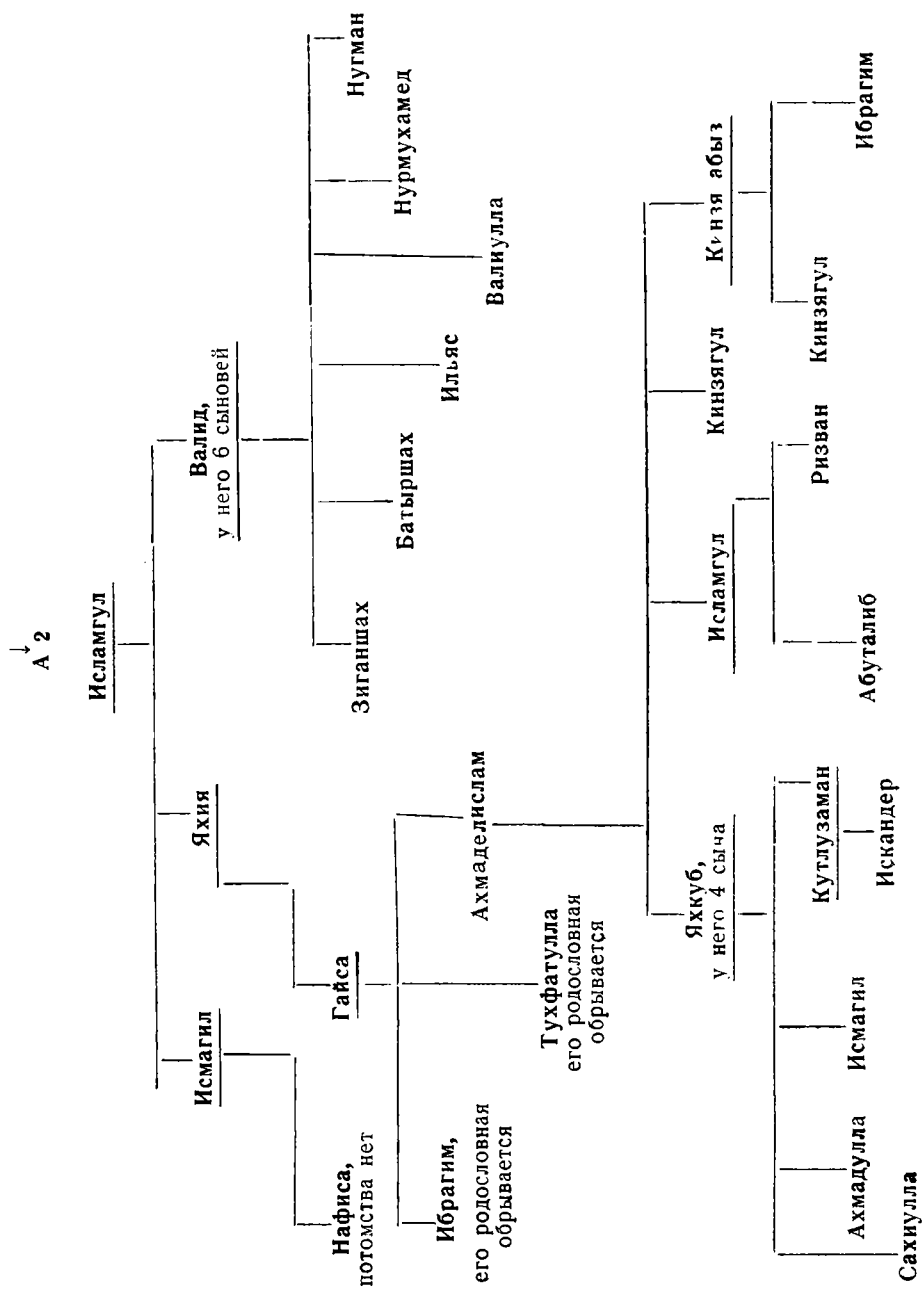 А 2
Исламгул
Исмагил
Яхия
Валид,
у него 6 сыновей
Нафиса,
потомства нет
Гайса
Зиганшах
Батыршах
Ильяс
Валиулла
Нурмухамед
Нугман
Ибрагим,
его родословная
обрывается
Тухфатулла
его родословная
обрывается
Ахмаделислам
Яхкуб,
у него 4 сыча
Исламгул
Кинзягул
Кинзя абыз
Сахиулла
Ахмадулла
Исмагил
Кутлузаман
Искандер
Абуталиб
Ризван
Кинзягул
Ибрагим